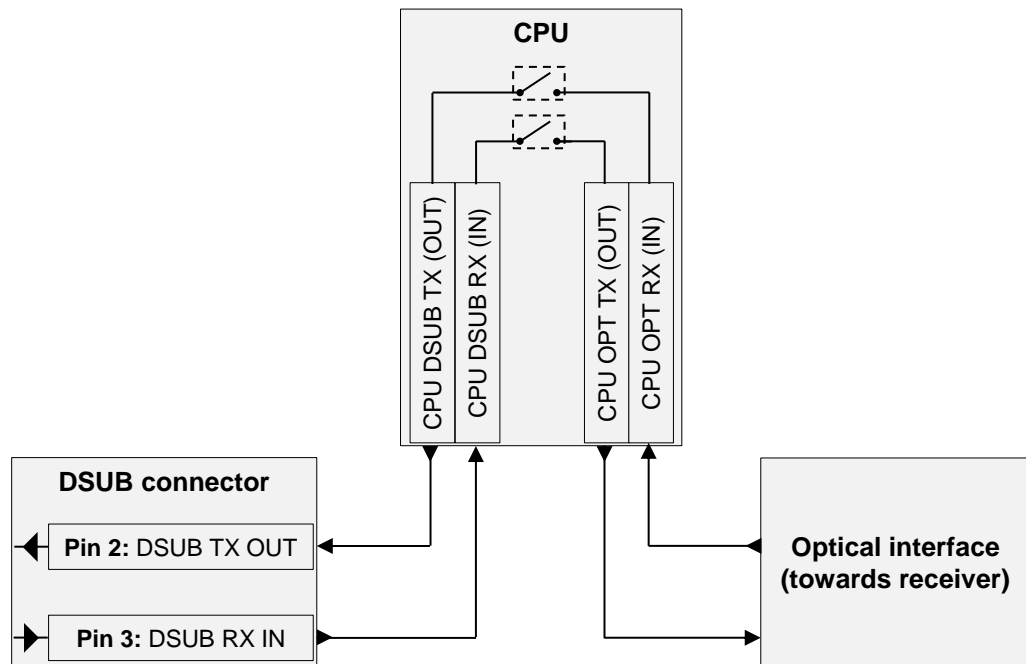 CPU
CPU DSUB TX (OUT)
CPU DSUB RX (IN)
CPU OPT TX (OUT)
CPU OPT RX (IN)
DSUB connector
Pin 2: DSUB TX OUT
Pin 3: DSUB RX IN
Optical interface
(towards receiver)